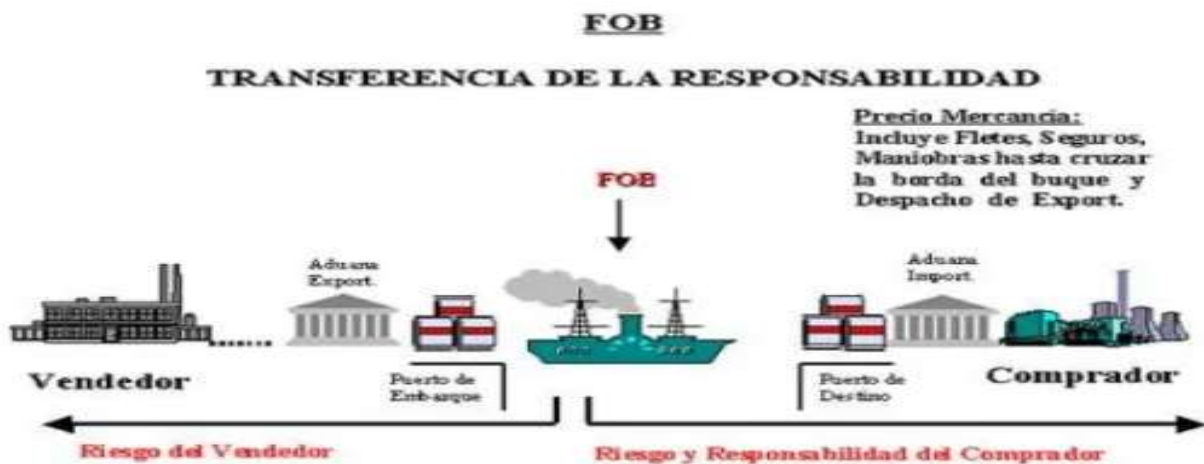 FOB
TRANSFERENCIA DE LA RESPONSABILIDAD
Precio Mercancía:
Incluye Fletes, Seguros,
Maniobras hasta cruzar
la borda del buque y
Despacho de Export.
FOB
Aduana
Export.
Aduana
Import.
Vendedor
Puerto de
Embarque
Puerto de
Destino
Comprador
Riesgo del Vendedor
Riesgo y Responsabilidad del Comprador